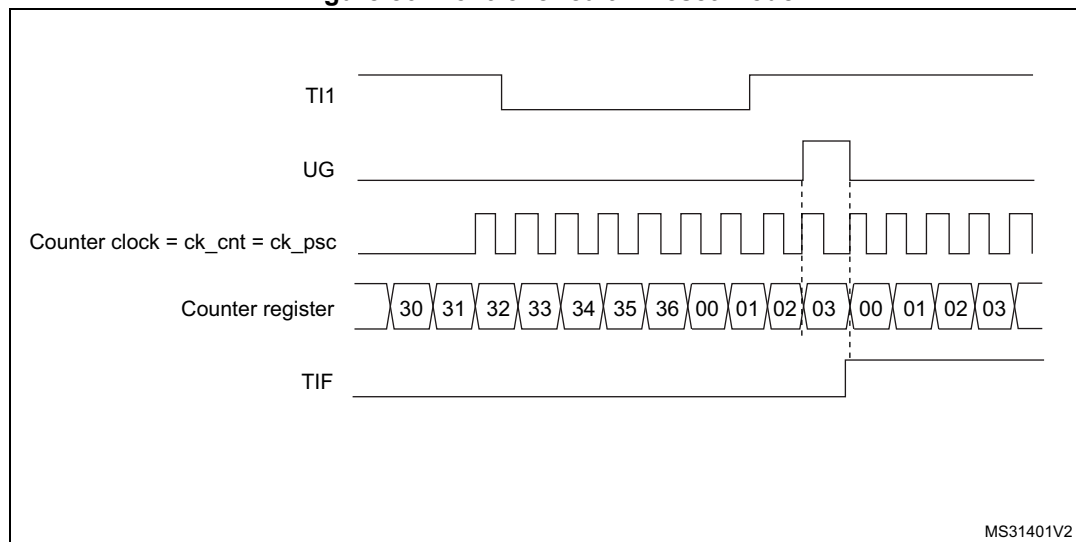 TI1
UG
Counter clock = ck_cnt = ck_psc
Counter register 30 31 32 33 34 35 36 00 01 02 03 00 01 02 03
TIF
MS31401V2